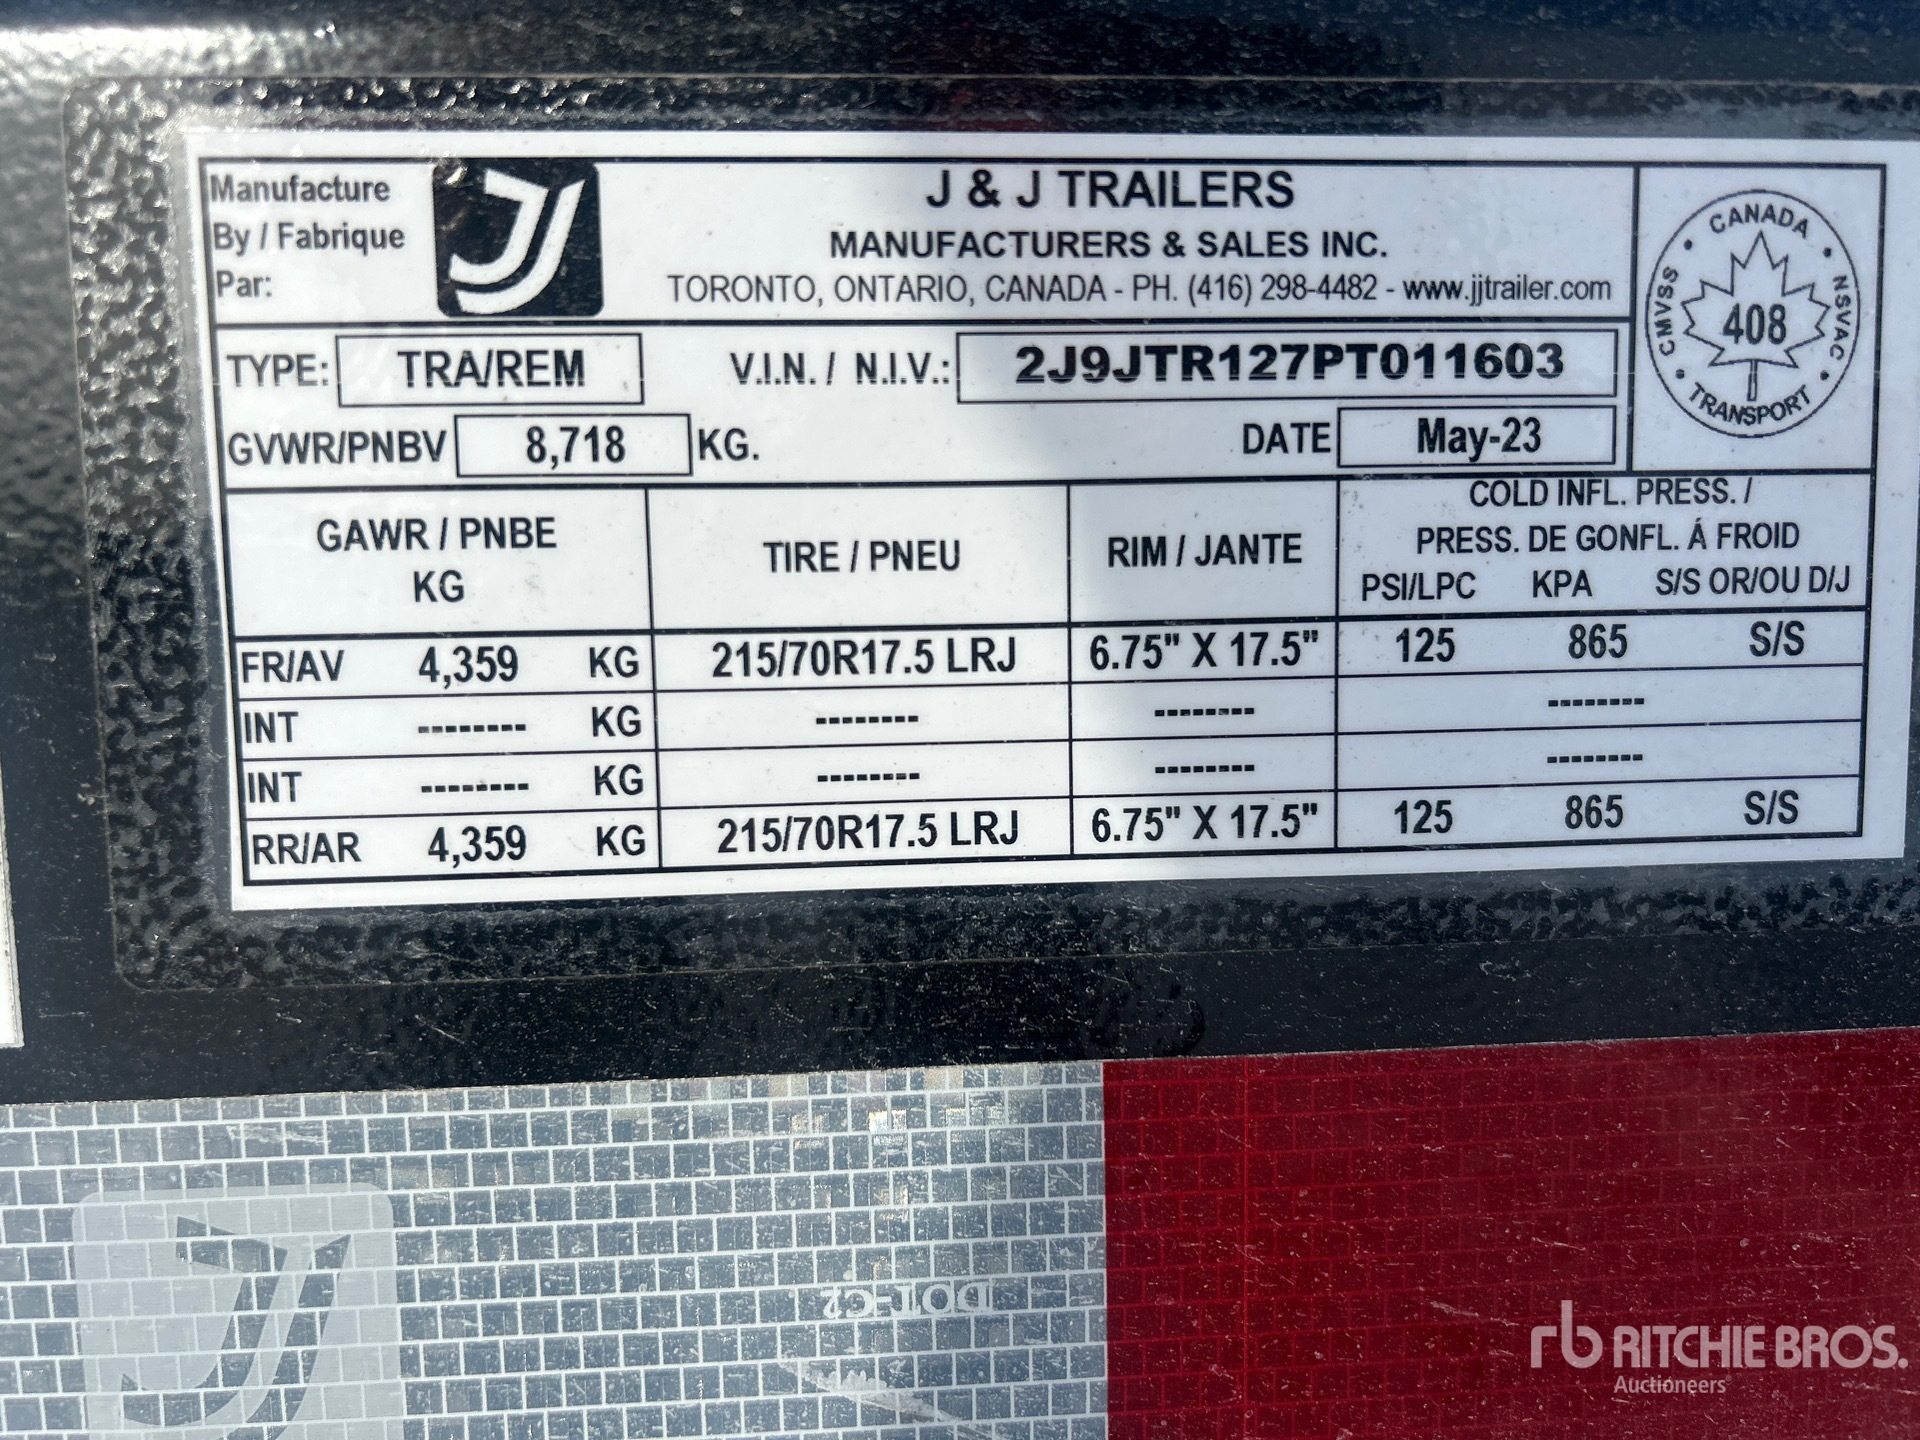 Manufacture
By / Fabrique
Par:
J & J TRAILERS
MANUFACTURERS & SALES INC.
TORONTO, ONTARIO, CANADA - PH. (416) 298-4482 - www.jjtrailer.com
CANADA
CMVSS 408 NSVAC
TRANSPORT
TYPE: TRA/REM V.I.N. / N.I.V.: 2J9JTR127PT011603
GVWR/PNBV 8,718 KG. DATE May-23
GAWR / PNBE
KG
TIRE / PNEU
RIM / JANTE
COLD INFL. PRESS. /
PRESS. DE GONFL. Á FROID
PSI/LPC KPA S/S OR/OU D/J
FR/AV 4,359 KG 215/70R17.5 LRJ 6.75" X 17.5" 125 865 S/S
INT -------- KG -------- -------- --------
INT -------- KG -------- -------- --------
RR/AR 4,359 KG 215/70R17.5 LRJ 6.75" X 17.5" 125 865 S/S
DOT-C2
rb RITCHIE BROS.
Auctioneers